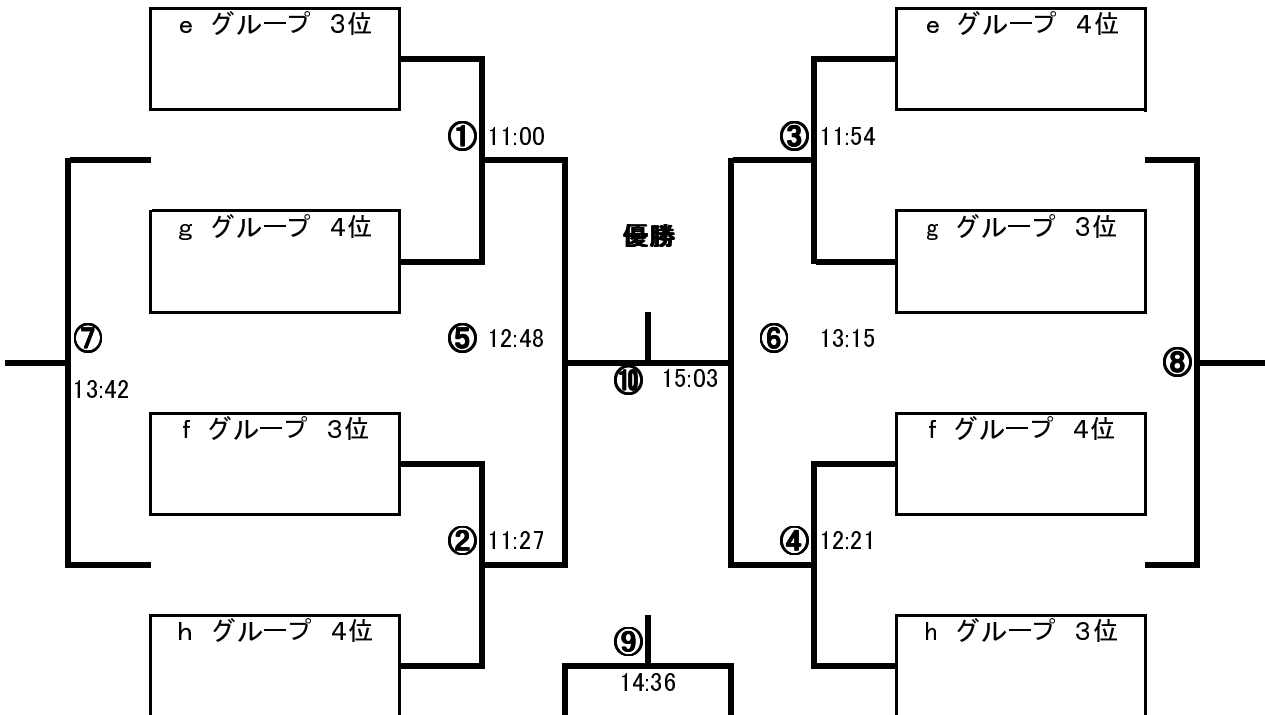 e グループ 3位
e グループ 4位
① 11:00
③ 11:54
g グループ 4位
優勝
g グループ 3位
⑦
⑤ 12:48
⑥ 13:15
⑧
13:42
⑩ 15:03
f グループ 3位
f グループ 4位
② 11:27
④ 12:21
h グループ 4位
⑨
h グループ 3位
14:36